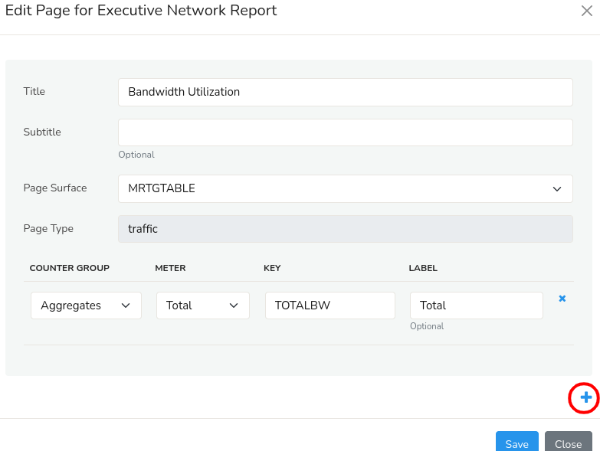 Edit Page for Executive Network Report
Title
Bandwidth Utilization
Subtitle
Optional
Page Surface
MRTGTABLE
Page Type
traffic
COUNTER GROUP METER KEY LABEL
Aggregates Total TOTALBW Total
Optional
Save Close